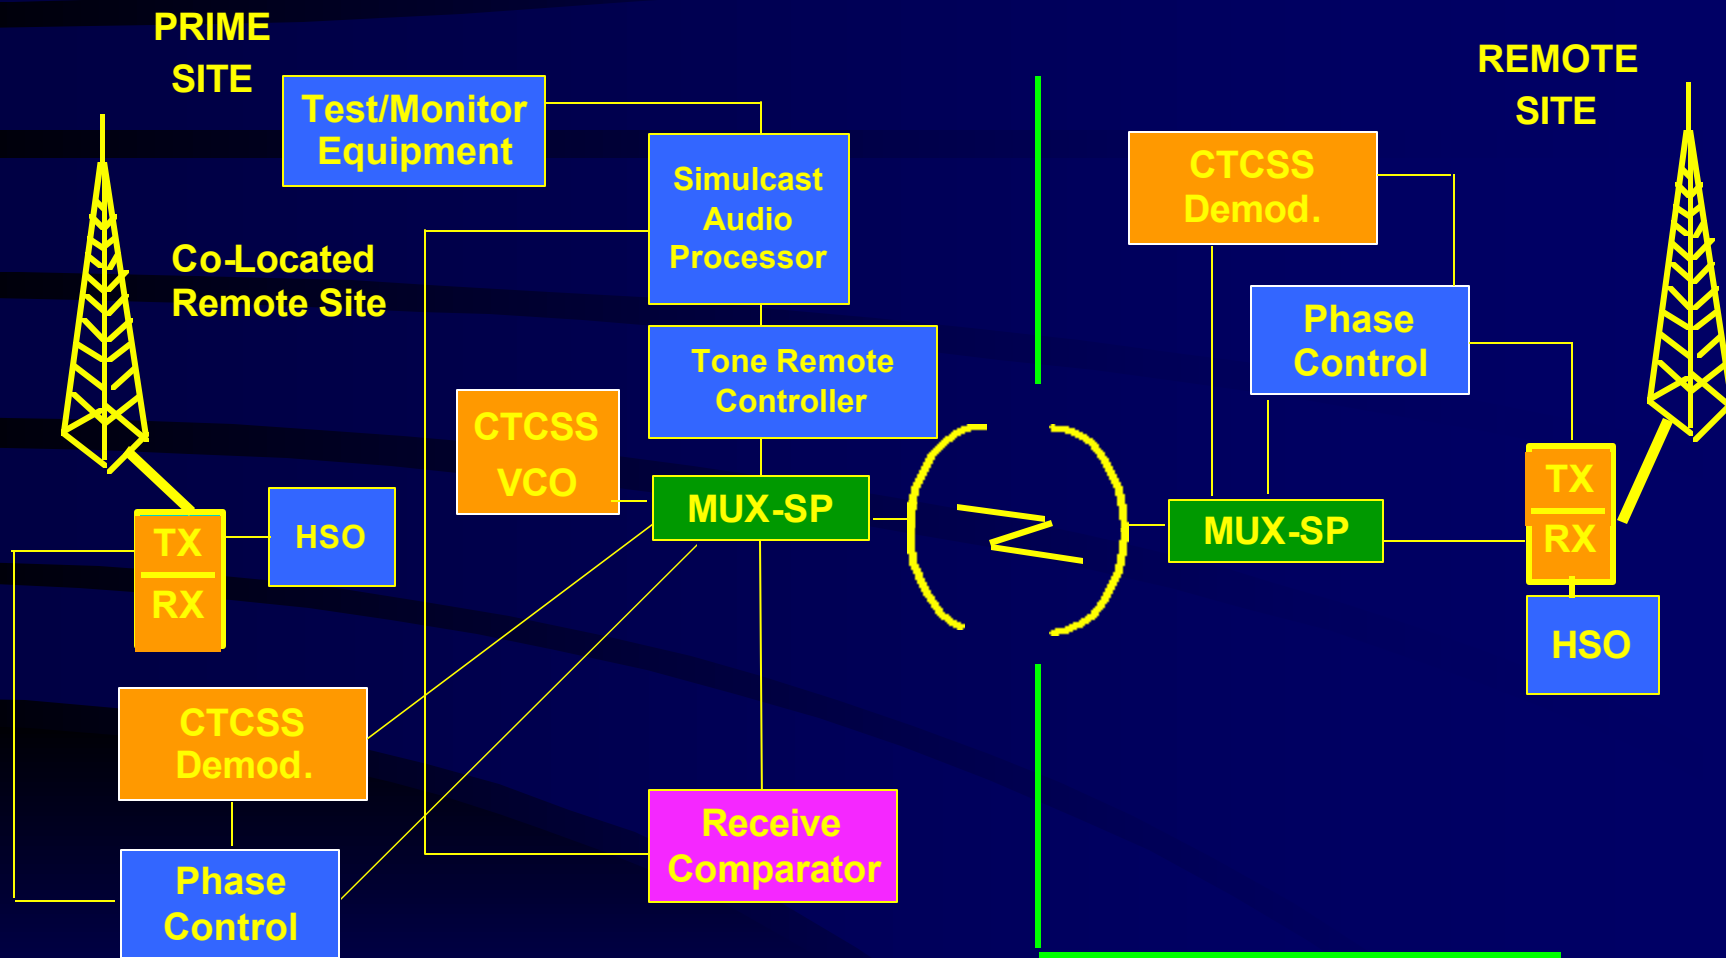 PRIME
SITE
Test/Monitor
Equipment
Simulcast
Audio
Processor
Co-Located
Remote Site
Tone Remote
Controller
CTCSS
VCO
MUX-SP
TX
RX
HSO
CTCSS
Demod.
Phase
Control
Receive
Comparator
REMOTE
SITE
CTCSS
Demod.
Phase
Control
MUX-SP
TX
RX
HSO